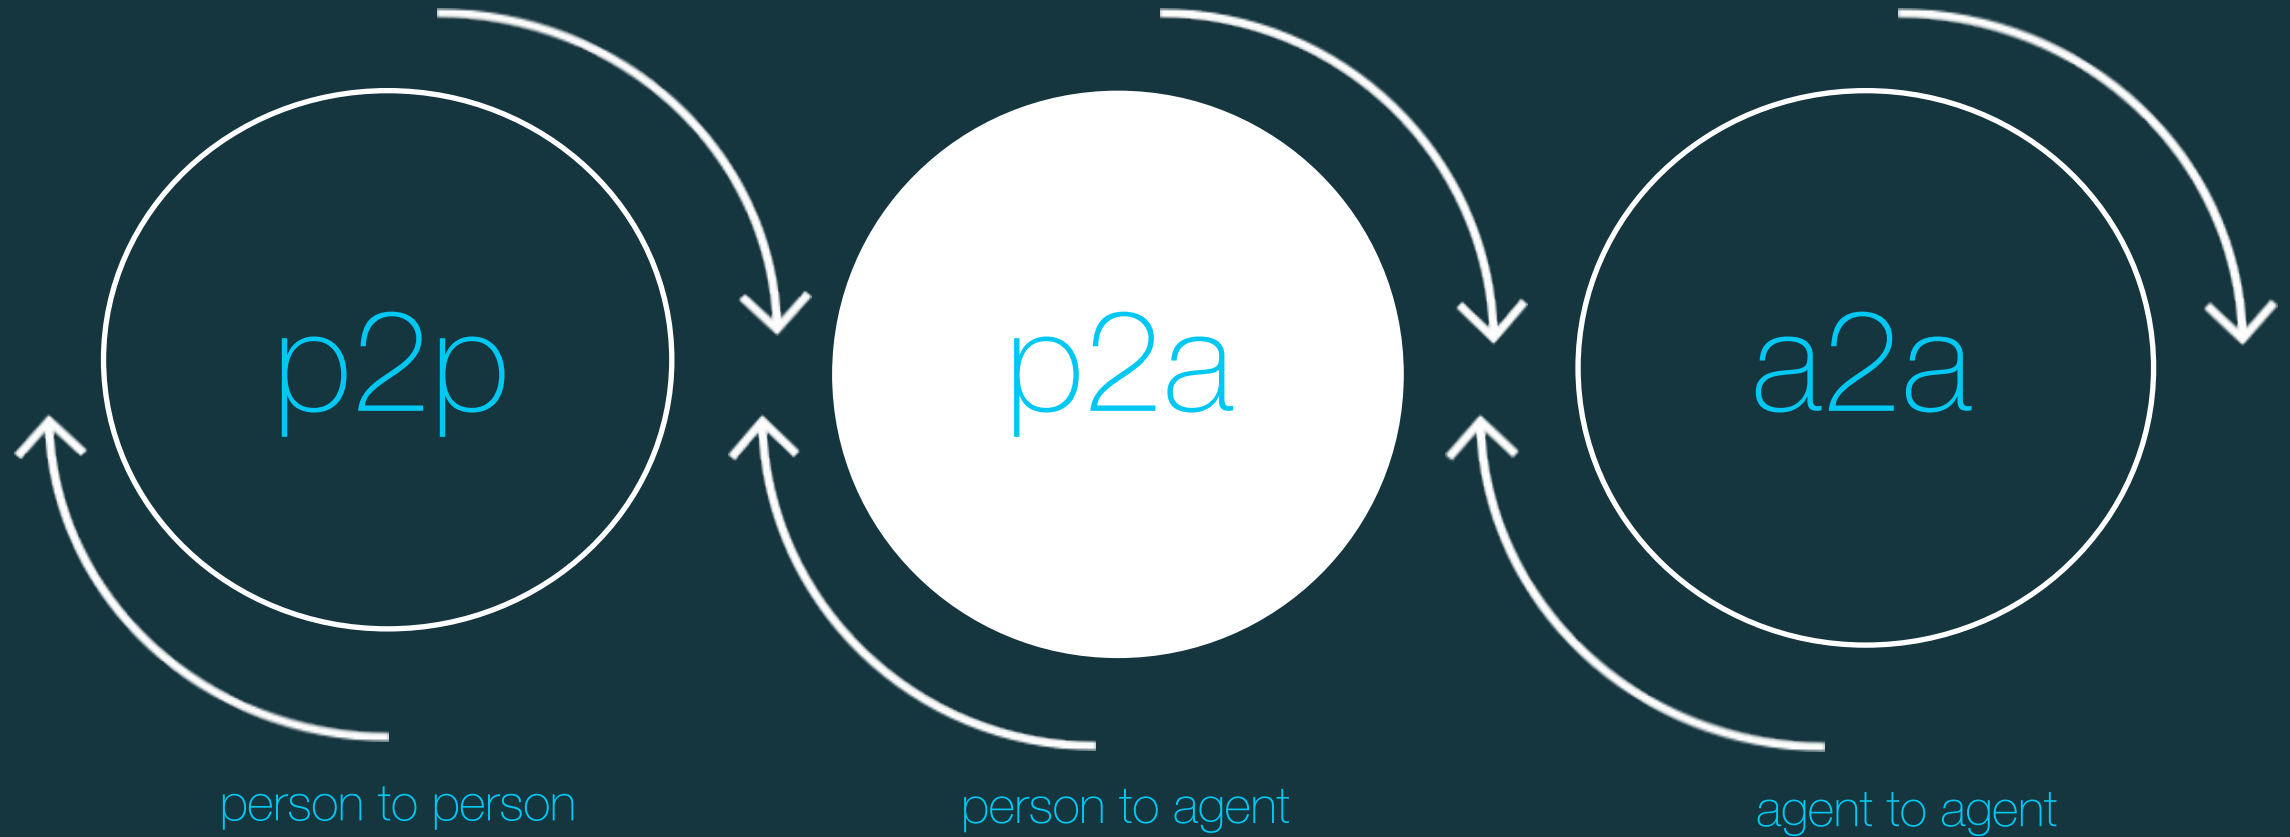 p2p
p2a
a2a
person to person
person to agent
agent to agent